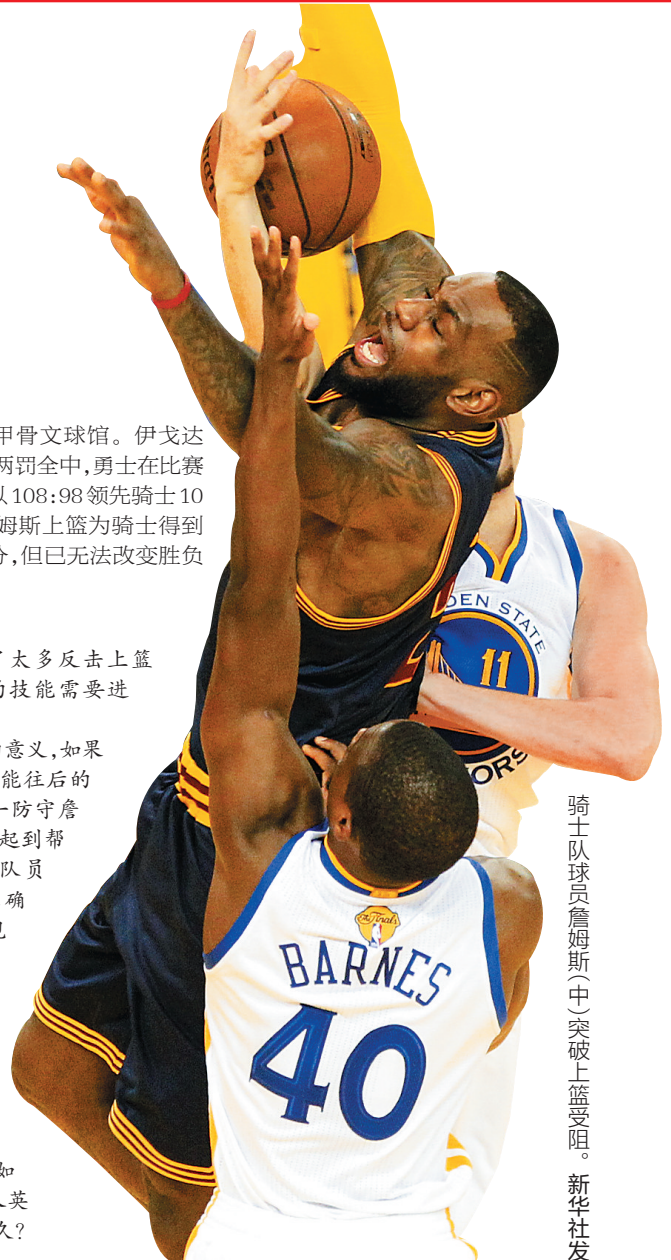 甲骨文球馆。伊戈达
两罚全中,勇士在比赛
以108:98领先骑士10
姆斯上篮为骑士得到
分,但已无法改变胜负
了太多反击上篮
的技能需要进
的意义,如果
能往后的
一防守詹
起到帮
队员
确
如
人英
久?
DEN STATE
11
ORS
The Finals
BARNES
40
骑士队球员詹姆斯(中)突破上篮受阻。新华社发